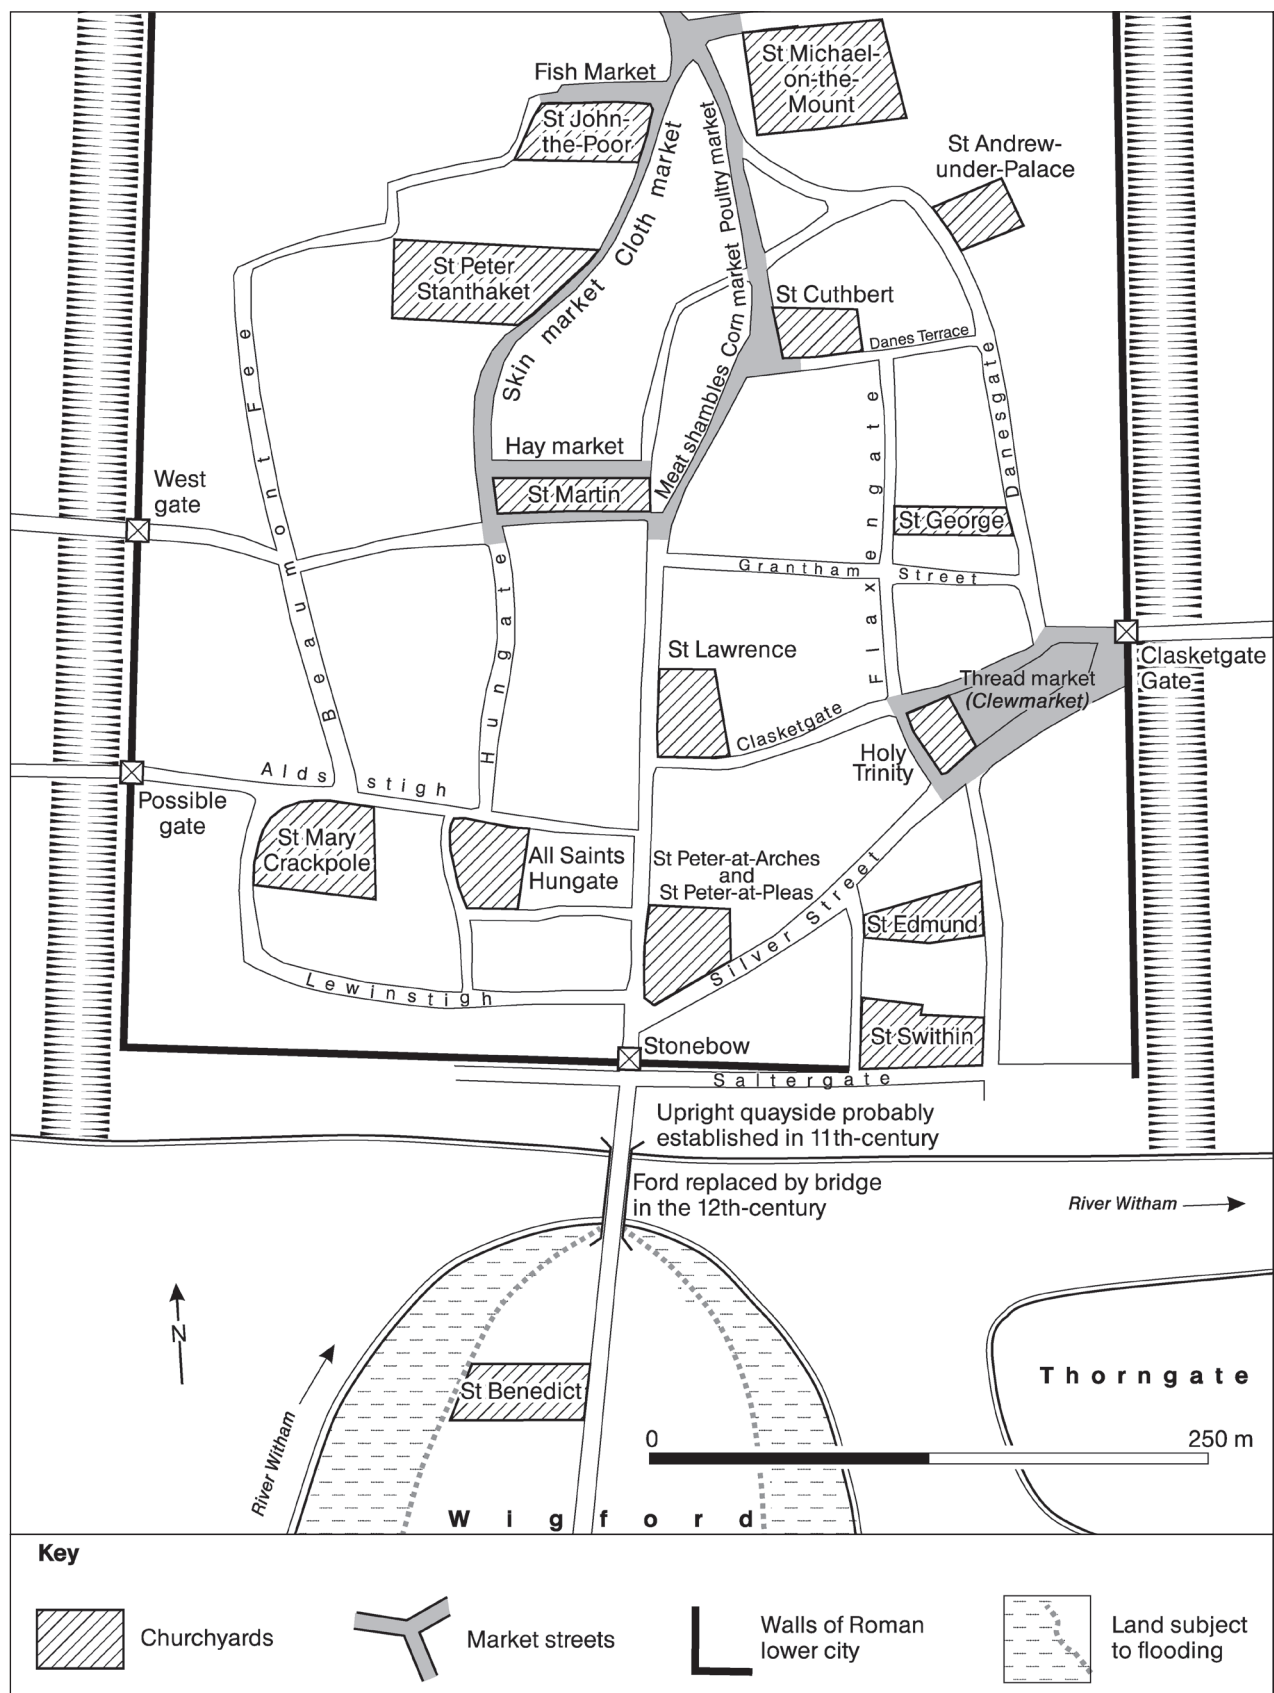 St Michael-
on-the-
Mount
Fish Market
St John-
the-Poor
St Andrew-
under-Palace
Cloth market
Poultry market
St Peter
Stanthaket
Skin market
Corn market
St Cuthbert
Danes Terrace
Beaumont Fee
Danesgate
Flaxengate
Meat shambles
Hay market
St Martin
West
gate
St George
Grantham Street
Hungate
St Lawrence
Clasketgate
Gate
Thread market
(Clewmarket)
Clasketgate
Holy
Trinity
Aldsstigh
Possible
gate
St Mary
Crackpole
All Saints
Hungate
St Peter-at-Arches
and
St Peter-at-Pleas
Silver Street
St Edmund
Lewinstigh
St Swithin
Stonebow
Saltergate
Upright quayside probably
established in 11th-century
Ford replaced by bridge
in the 12th-century
River Witham
N
Thorngate
St Benedict
River Witham
0 250 m
Wigford
Key
Churchyards
Market streets
Walls of Roman
lower city
Land subject
to flooding